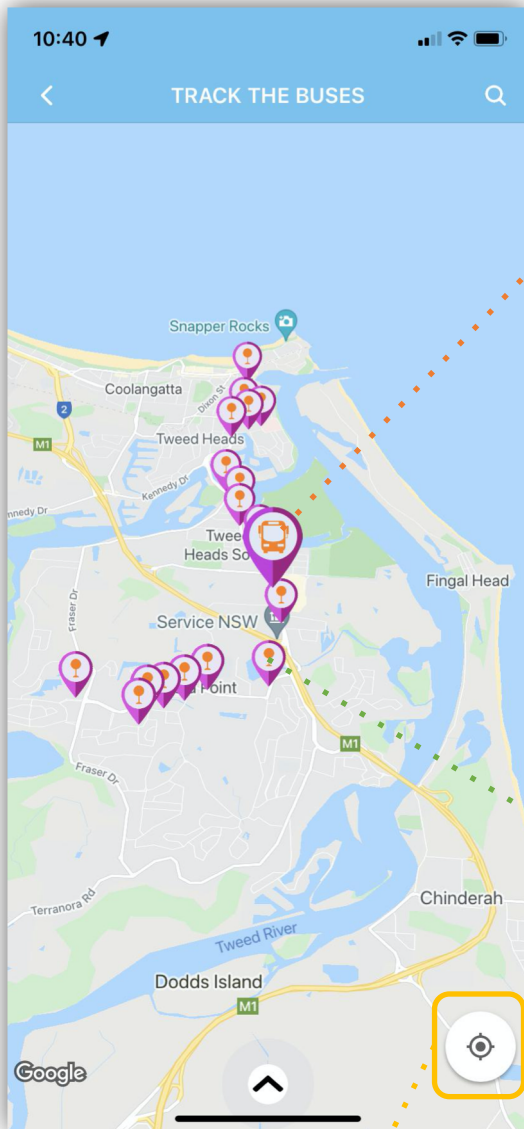 10:40
TRACK THE BUSES
Snapper Rocks
Coolangatta
Dixon St
2
Tweed Heads
M1
Kennedy Dr
nnedy Dr
Twee
Heads So
Fingal Head
Fraser Dr
Service NSW
Point
M1
Fraser Dr
Terranora Rd
Chinderah
Tweed River
Dodds Island
M1
Google